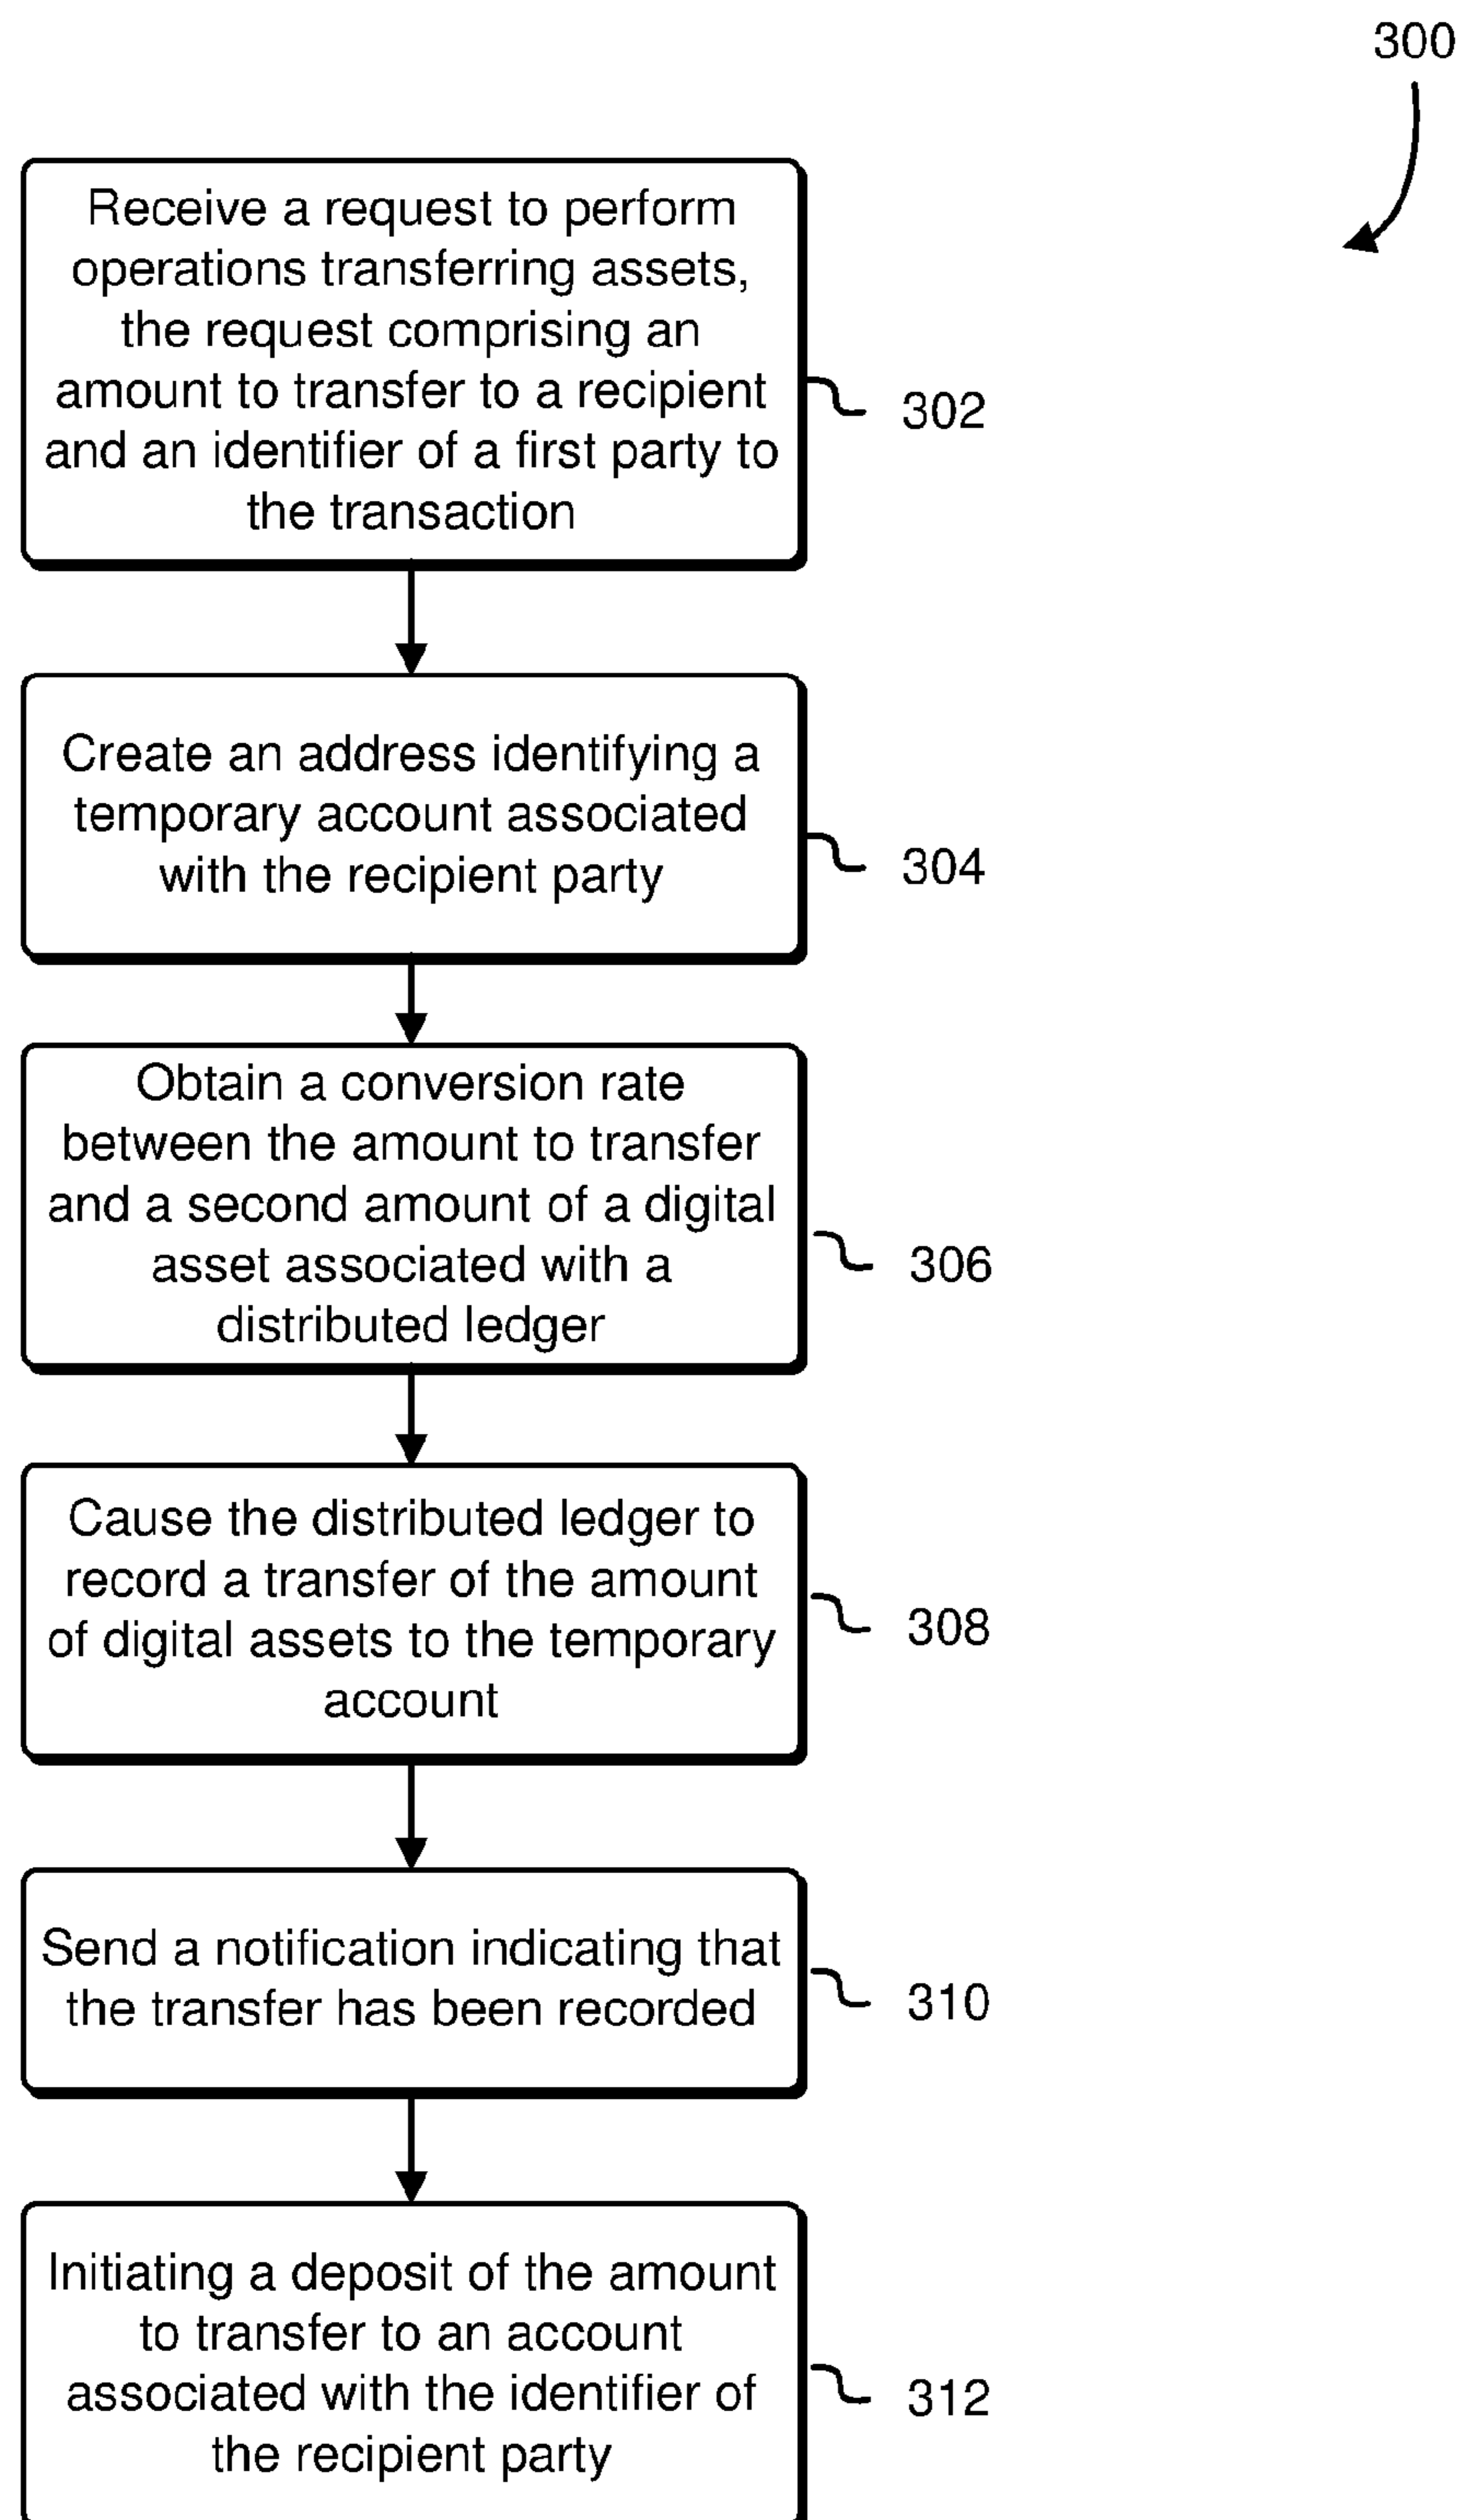 300
Receive a request to perform
operations transferring assets,
the request comprising an
amount to transfer to a recipient
and an identifier of a first party to
the transaction
302
Create an address identifying a
temporary account associated
with the recipient party
304
Obtain a conversion rate
between the amount to transfer
and a second amount of a digital
asset associated with a
distributed ledger
306
Cause the distributed ledger to
record a transfer of the amount
of digital assets to the temporary
account
308
Send a notification indicating that
the transfer has been recorded
310
Initiating a deposit of the amount
to transfer to an account
associated with the identifier of
the recipient party
312